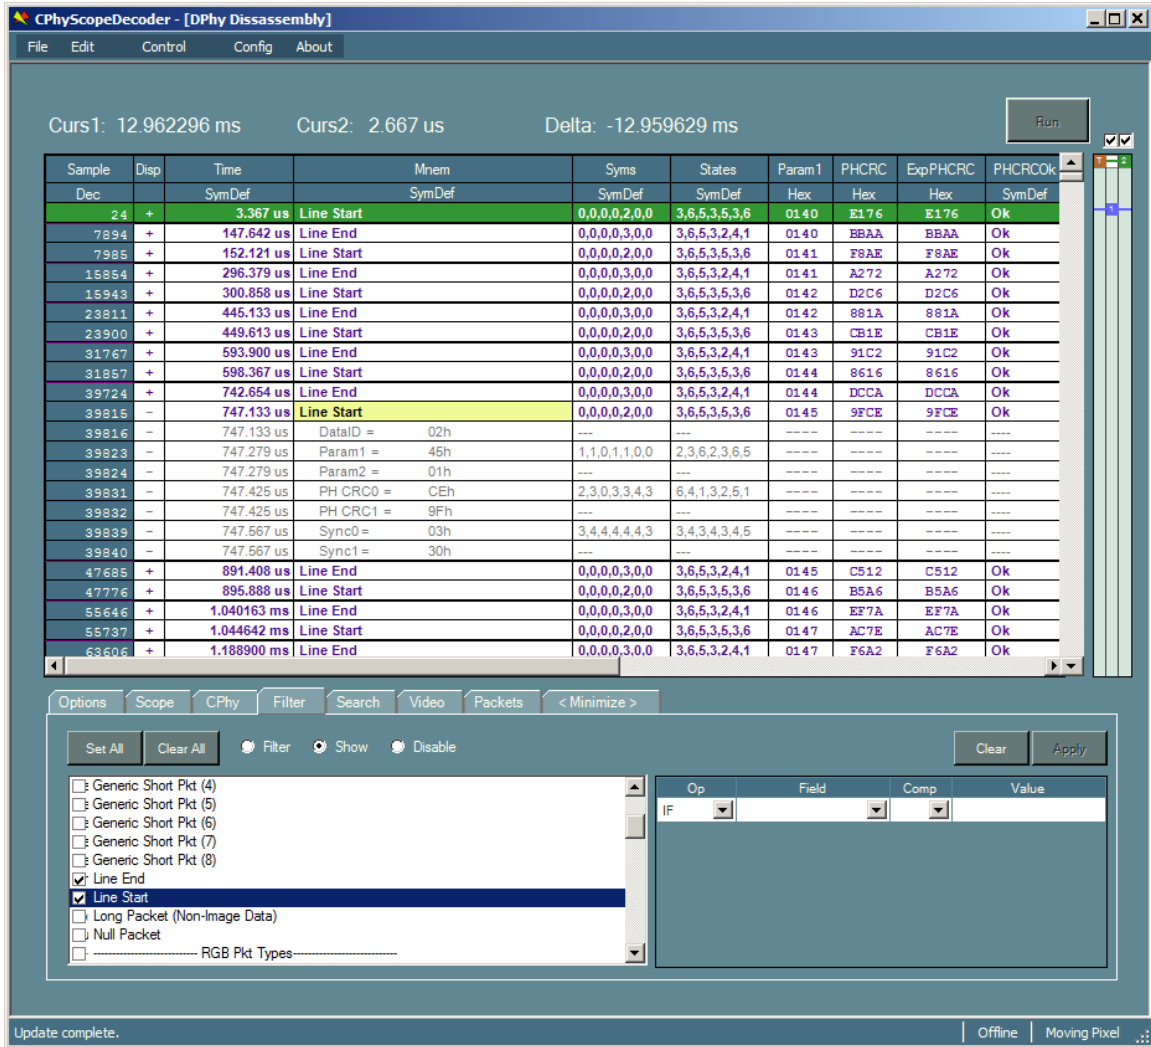 CPhyScopeDecoder - [DPhy Dissassembly]
File Edit Control Config About
Curs1: 12.962296 ms Curs2: 2.667 us Delta: -12.959629 ms Run
Sample Disp Time Mnem Syms States Param1 PHCRC ExpPHCRC PHCRCOk T 2
Dec SymDef SymDef SymDef SymDef Hex Hex Hex SymDef
24 + 3.367 us Line Start 0,0,0,0,2,0,0 3,6,5,3,5,3,6 0140 E176 E176 Ok 1
7894 + 147.642 us Line End 0,0,0,0,3,0,0 3,6,5,3,2,4,1 0140 BBAA BBAA Ok
7985 + 152.121 us Line Start 0,0,0,0,2,0,0 3,6,5,3,5,3,6 0141 F8AE F8AE Ok
15854 + 296.379 us Line End 0,0,0,0,3,0,0 3,6,5,3,2,4,1 0141 A272 A272 Ok
15943 + 300.858 us Line Start 0,0,0,0,2,0,0 3,6,5,3,5,3,6 0142 D2C6 D2C6 Ok
23811 + 445.133 us Line End 0,0,0,0,3,0,0 3,6,5,3,2,4,1 0142 881A 881A Ok
23900 + 449.613 us Line Start 0,0,0,0,2,0,0 3,6,5,3,5,3,6 0143 CB1E CB1E Ok
31767 + 593.900 us Line End 0,0,0,0,3,0,0 3,6,5,3,2,4,1 0143 91C2 91C2 Ok
31857 + 598.367 us Line Start 0,0,0,0,2,0,0 3,6,5,3,5,3,6 0144 8616 8616 Ok
39724 + 742.654 us Line End 0,0,0,0,3,0,0 3,6,5,3,2,4,1 0144 DCCA DCCA Ok
39815 - 747.133 us Line Start 0,0,0,0,2,0,0 3,6,5,3,5,3,6 0145 9FCE 9FCE Ok
39816 - 747.133 us DataID = 02h --- --- ---- ---- ---- ----
39823 - 747.279 us Param1 = 45h 1,1,0,1,1,0,0 2,3,6,2,3,6,5 ---- ---- ---- ----
39824 - 747.279 us Param2 = 01h --- --- ---- ---- ---- ----
39831 - 747.425 us PH CRC0 = CEh 2,3,0,3,3,4,3 6,4,1,3,2,5,1 ---- ---- ---- ----
39832 - 747.425 us PH CRC1 = 9Fh --- --- ---- ---- ---- ----
39839 - 747.567 us Sync0 = 03h 3,4,4,4,4,4,3 3,4,3,4,3,4,5 ---- ---- ---- ----
39840 - 747.567 us Sync1 = 30h --- --- ---- ---- ---- ----
47685 + 891.408 us Line End 0,0,0,0,3,0,0 3,6,5,3,2,4,1 0145 C512 C512 Ok
47776 + 895.888 us Line Start 0,0,0,0,2,0,0 3,6,5,3,5,3,6 0146 B5A6 B5A6 Ok
55646 + 1.040163 ms Line End 0,0,0,0,3,0,0 3,6,5,3,2,4,1 0146 EF7A EF7A Ok
55737 + 1.044642 ms Line Start 0,0,0,0,2,0,0 3,6,5,3,5,3,6 0147 AC7E AC7E Ok
63606 + 1.188900 ms Line End 0,0,0,0,3,0,0 3,6,5,3,2,4,1 0147 F6A2 F6A2 Ok
Options Scope CPhy Filter Search Video Packets < Minimize >
Set All Clear All Filter Show Disable Clear Apply
Generic Short Pkt (4)
Generic Short Pkt (5)
Generic Short Pkt (6)
Generic Short Pkt (7)
Generic Short Pkt (8)
Line End
Line Start
Long Packet (Non-Image Data)
Null Packet
---------------------------- RGB Pkt Types----------------------------
Op Field Comp Value
IF
Update complete. Offline Moving Pixel